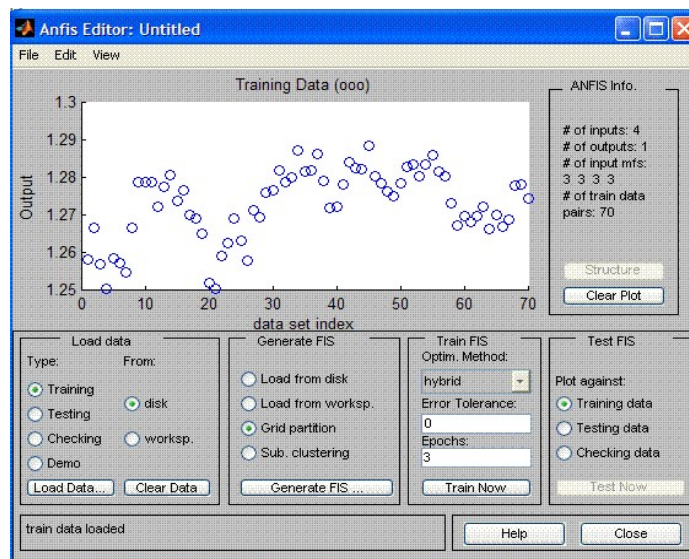 Anfis Editor: Untitled
File Edit View
Training Data (ooo)
1.3
1.29
1.28
1.27
1.26
1.25
Output
0 10 20 30 40 50 60 70
data set index
ANFIS Info.
# of inputs: 4
# of outputs: 1
# of input mfs:
3 3 3 3
# of train data
pairs: 70
Structure
Clear Plot
Load data
Type:
From:
Training
Testing
Checking
Demo
disk
worksp.
Load Data...
Clear Data
Generate FIS
Load from disk
Load from worksp.
Grid partition
Sub. clustering
Generate FIS ...
Train FIS
Optim. Method:
hybrid
Error Tolerance:
0
Epochs:
3
Train Now
Test FIS
Plot against:
Training data
Testing data
Checking data
Test Now
train data loaded
Help
Close